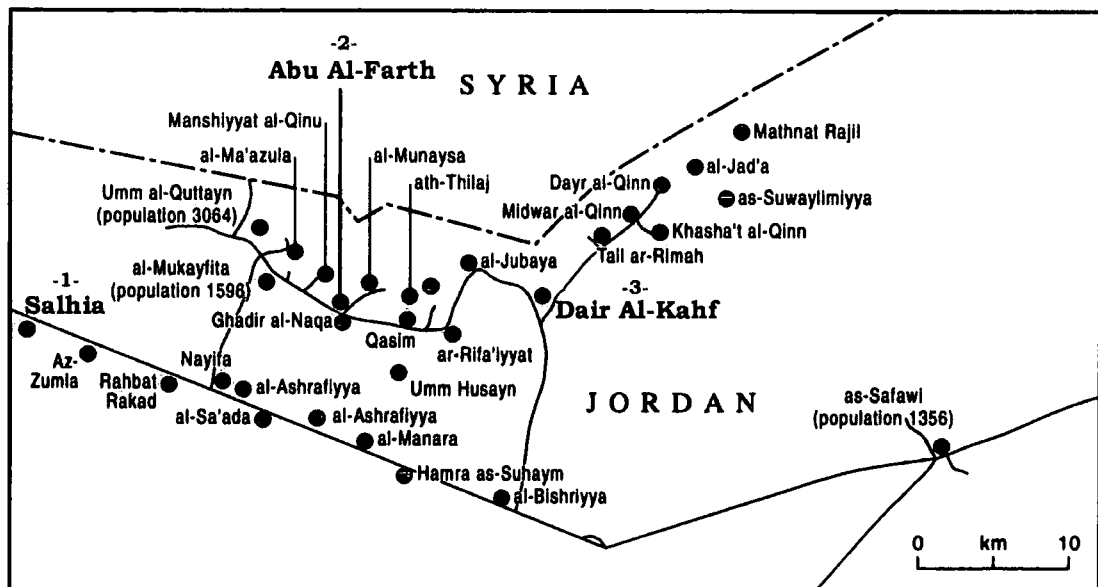 -2-
Abu Al-Farth
SYRIA
Manshiyyat al-Qinu
Mathnat Rajil
al-Ma'azula
al-Munaysa
al-Jad'a
ath-Thilaj
Dayr al-Qinn
Umm al-Quttayn
(population 3064)
as-Suwaylimiyya
Midwar al-Qinn
Khasha't al-Qinn
Tall ar-Rimah
al-Jubaya
al-Mukayfita
(population 1596)
-1-
Salhia
-3-
Dair Al-Kahf
Ghadir al-Naqa
Qasim
ar-Rifa'iyyat
Az-
Zumla
Nayifa
Rahbat
Rakad
al-Ashrafiyya
Umm Husayn
JORDAN
as-Safawi
(population 1356)
al-Sa'ada
al-Ashrafiyya
al-Manara
Hamra as-Suhaym
al-Bishriyya
0 km 10